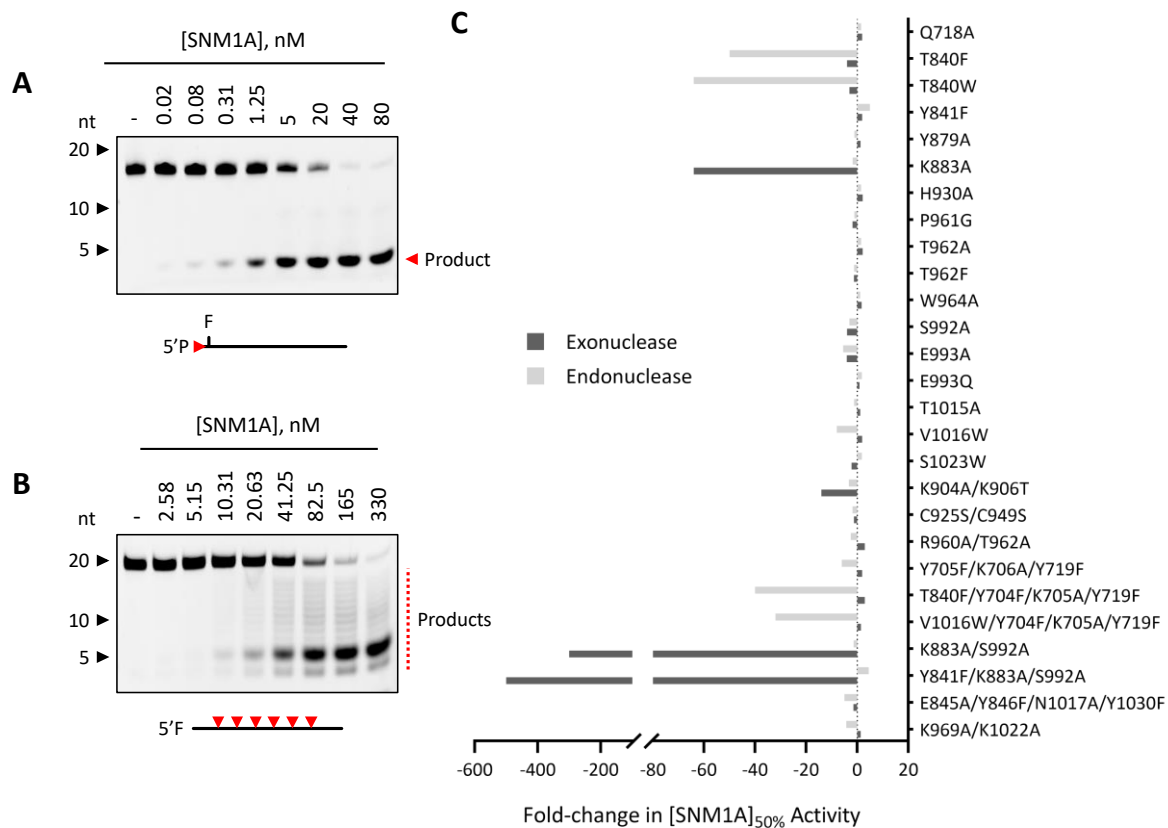 A
[SNM1A], nM
- 0.02 0.08 0.31 1.25 5 20 40 80
nt
20
10
5
Product
F
5'P
B
[SNM1A], nM
- 2.58 5.15 10.31 20.63 41.25 82.5 165 330
nt
20
10
5
Products
5'F
C
Exonuclease
Endonuclease
Q718A
T840F
T840W
Y841F
Y879A
K883A
H930A
P961G
T962A
T962F
W964A
S992A
E993A
E993Q
T1015A
V1016W
S1023W
K904A/K906T
C925S/C949S
R960A/T962A
Y705F/K706A/Y719F
T840F/Y704F/K705A/Y719F
V1016W/Y704F/K705A/Y719F
K883A/S992A
Y841F/K883A/S992A
E845A/Y846F/N1017A/Y1030F
K969A/K1022A
-600 -400 -200 -80 -60 -40 -20 0 20
Fold-change in [SNM1A]50% Activity